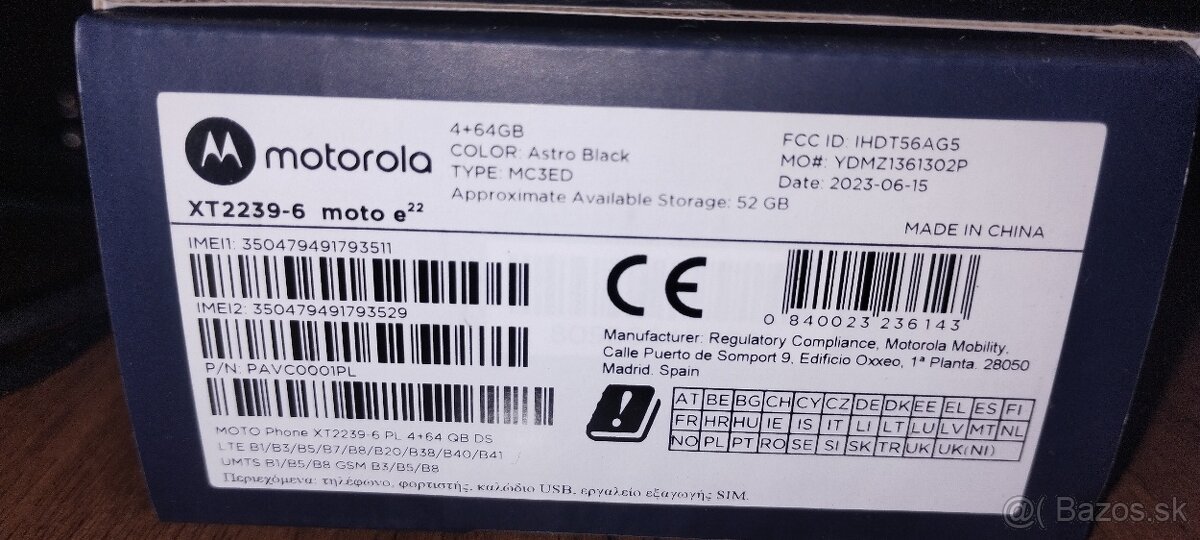 motorola
4+64GB
COLOR: Astro Black
TYPE: MC3ED
Approximate Available Storage: 52 GB
FCC ID: IHDT56AG5
MO#: YDMZ1361302P
Date: 2023-06-15
XT2239-6 moto e²²
MADE IN CHINA
IMEI1: 350479491793511
IMEI2: 350479491793529
P/N: PAVC0001PL
MOTO Phone XT2239-6 PL 4+64 QB DS
LTE B1/B3/B5/B7/B8/B20/B38/B40/B41
UMTS B1/B5/B8 GSM B3/B5/B8
Περιεχόμενα: τηλέφωνο, φορτιστής, καλώδιο USB, εργαλείο εξαγωγής SIM.
CE
0 840023 236143
Manufacturer: Regulatory Compliance, Motorola Mobility,
Calle Puerto de Somport 9, Edificio Oxxeo, 1ª Planta. 28050
Madrid. Spain
AT BE BG CH CY CZ DE DK EE EL ES FI
FR HR HU IE IS IT LI LT LU LV MT NL
NO PL PT RO SE SI SK TR UK UK(NI)
@( Bazos.sk